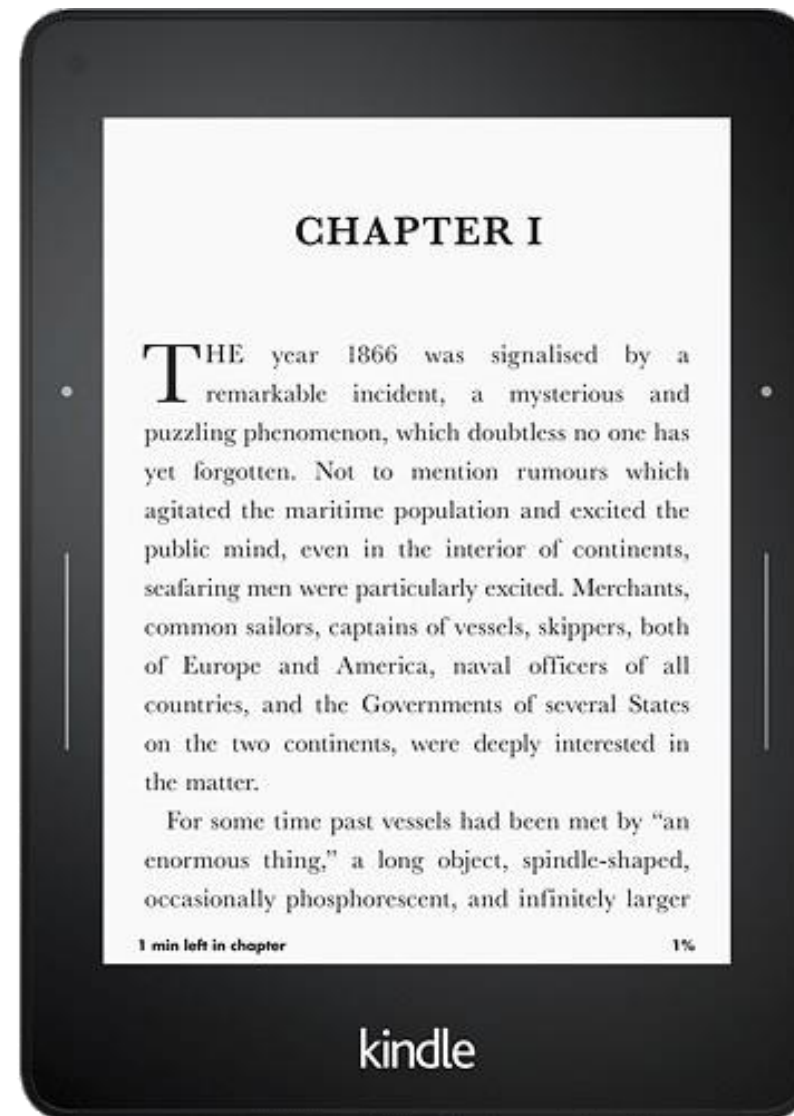 CHAPTER I
THE year 1866 was signalised by a
remarkable incident, a mysterious and
puzzling phenomenon, which doubtless no one has
yet forgotten. Not to mention rumours which
agitated the maritime population and excited the
public mind, even in the interior of continents,
seafaring men were particularly excited. Merchants,
common sailors, captains of vessels, skippers, both
of Europe and America, naval officers of all
countries, and the Governments of several States
on the two continents, were deeply interested in
the matter.
For some time past vessels had been met by “an
enormous thing,” a long object, spindle-shaped,
occasionally phosphorescent, and infinitely larger
1 min left in chapter 1%
kindle